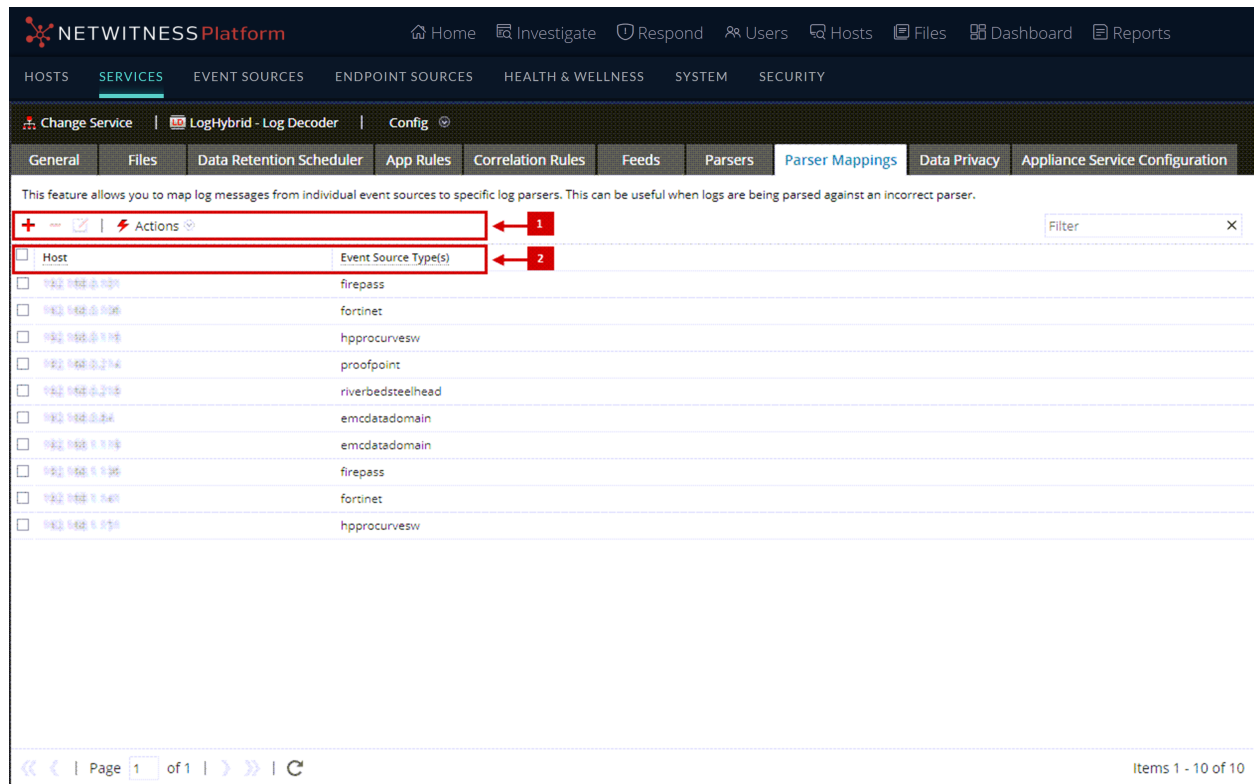 NETWITNESS Platform Home Investigate Respond Users Hosts Files Dashboard Reports
HOSTS SERVICES EVENT SOURCES ENDPOINT SOURCES HEALTH & WELLNESS SYSTEM SECURITY
Change Service | LD LogHybrid - Log Decoder | Config
General Files Data Retention Scheduler App Rules Correlation Rules Feeds Parsers Parser Mappings Data Privacy Appliance Service Configuration
This feature allows you to map log messages from individual event sources to specific log parsers. This can be useful when logs are being parsed against an incorrect parser.
| Actions 1 Filter
Host Event Source Type(s) 2
firepass
fortinet
hpprocurvesw
proofpoint
riverbedsteelhead
emcdatadomain
emcdatadomain
firepass
fortinet
hpprocurvesw
| Page 1 of 1 | | Items 1 - 10 of 10